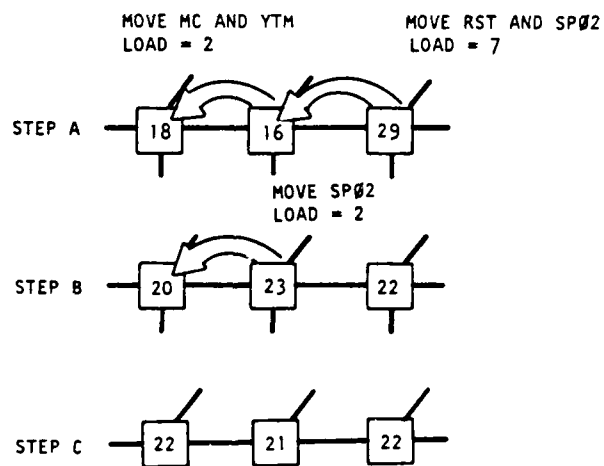 MOVE MC AND YTM
LOAD = 2
MOVE RST AND SPØ2
LOAD = 7
STEP A
18
16
29
MOVE SPØ2
LOAD = 2
STEP B
20
23
22
STEP C
22
21
22